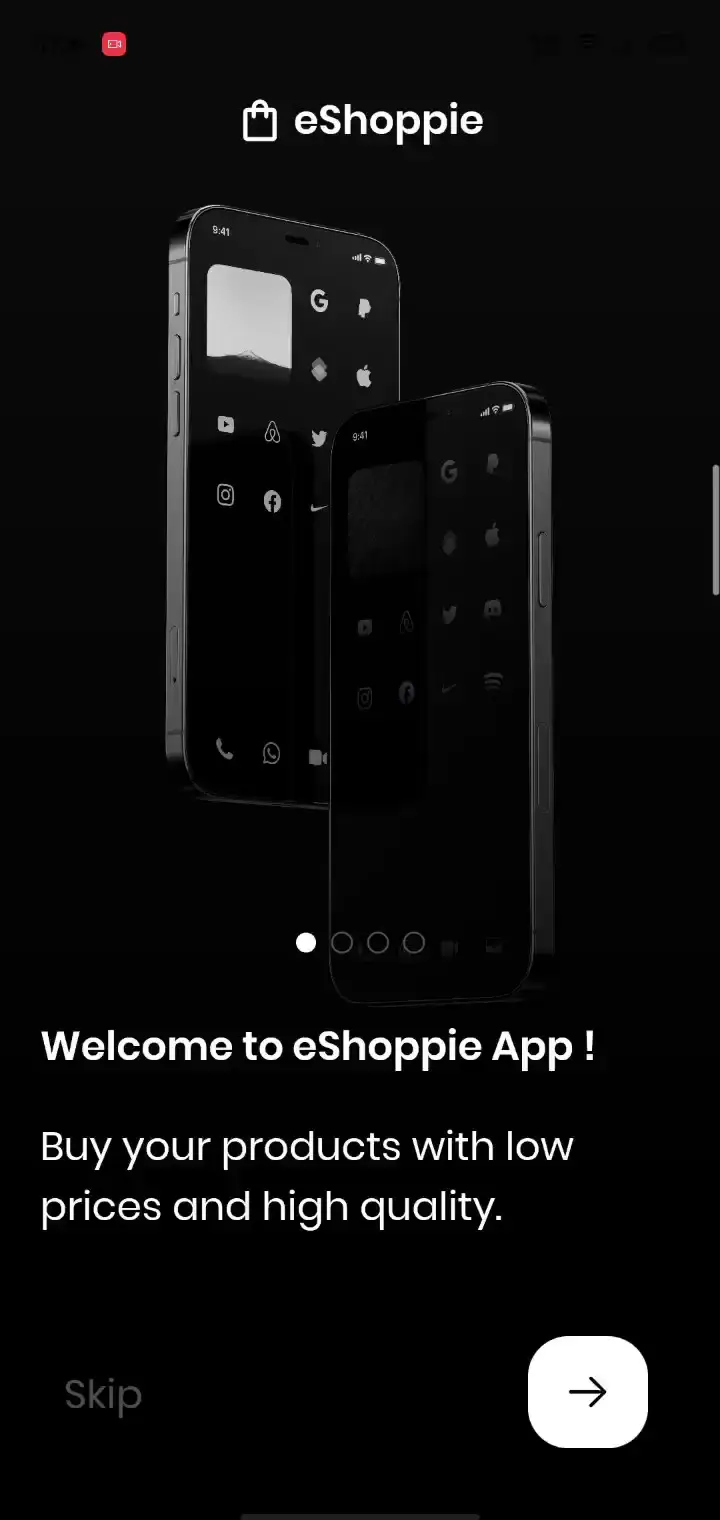 eShoppie
9:41
9:41
Welcome to eShoppie App !
Buy your products with low
prices and high quality.
Skip